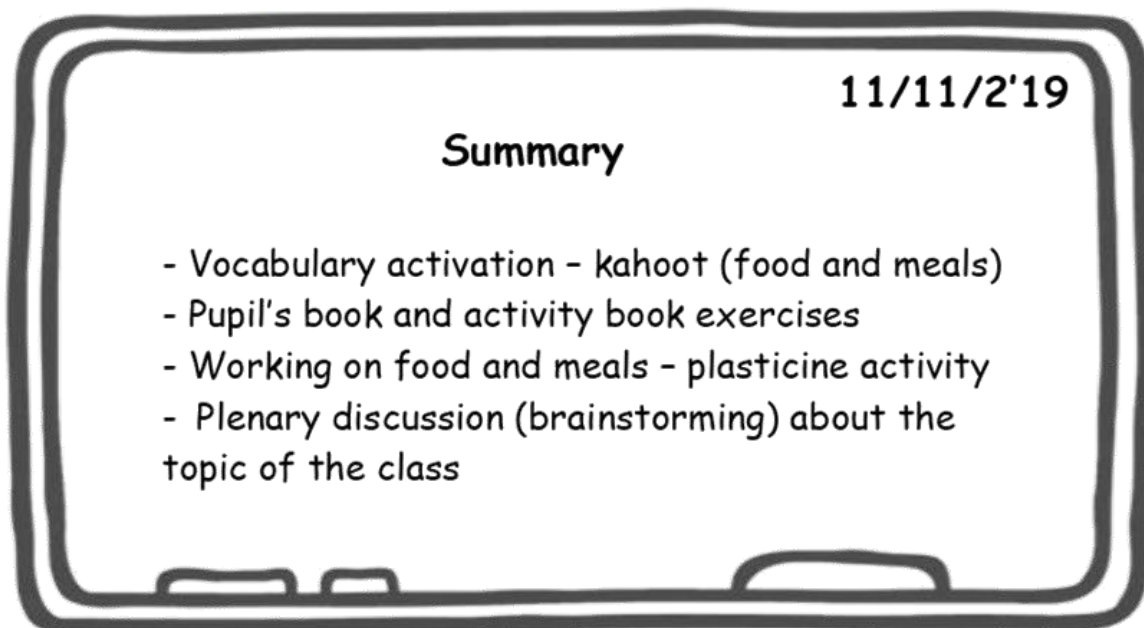 11/11/2'19
Summary
- Vocabulary activation – kahoot (food and meals)
- Pupil's book and activity book exercises
- Working on food and meals – plasticine activity
- Plenary discussion (brainstorming) about the
topic of the class